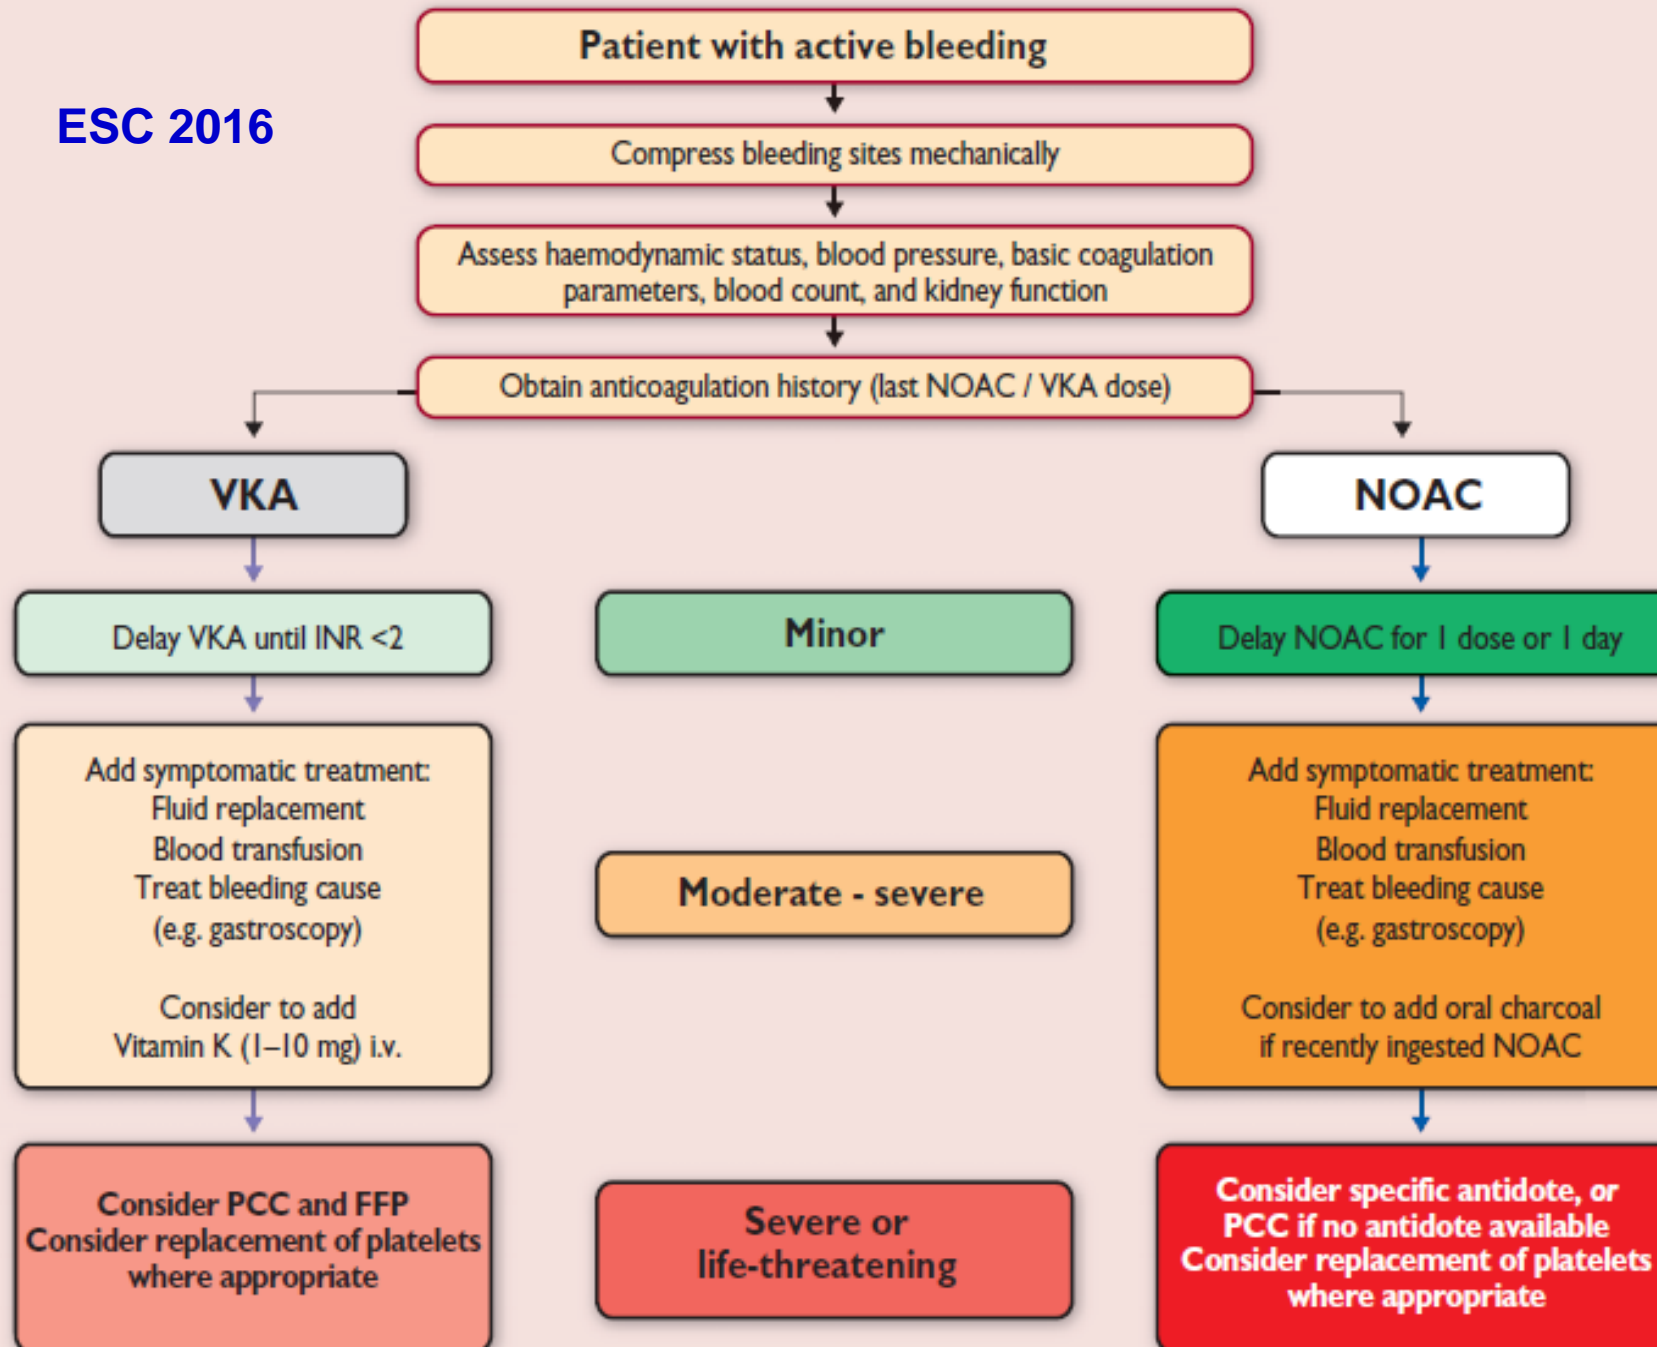 Patient with active bleeding
ESC 2016
Compress bleeding sites mechanically
Assess haemodynamic status, blood pressure, basic coagulation
parameters, blood count, and kidney function
Obtain anticoagulation history (last NOAC / VKA dose)
VKA
NOAC
Delay VKA until INR <2
Minor
Delay NOAC for 1 dose or 1 day
Add symptomatic treatment:
Fluid replacement
Blood transfusion
Treat bleeding cause
(e.g. gastroscopy)
Consider to add
Vitamin K (1–10 mg) i.v.
Moderate - severe
Add symptomatic treatment:
Fluid replacement
Blood transfusion
Treat bleeding cause
(e.g. gastroscopy)
Consider to add oral charcoal
if recently ingested NOAC
Consider PCC and FFP
Consider replacement of platelets
where appropriate
Severe or
life-threatening
Consider specific antidote, or
PCC if no antidote available
Consider replacement of platelets
where appropriate